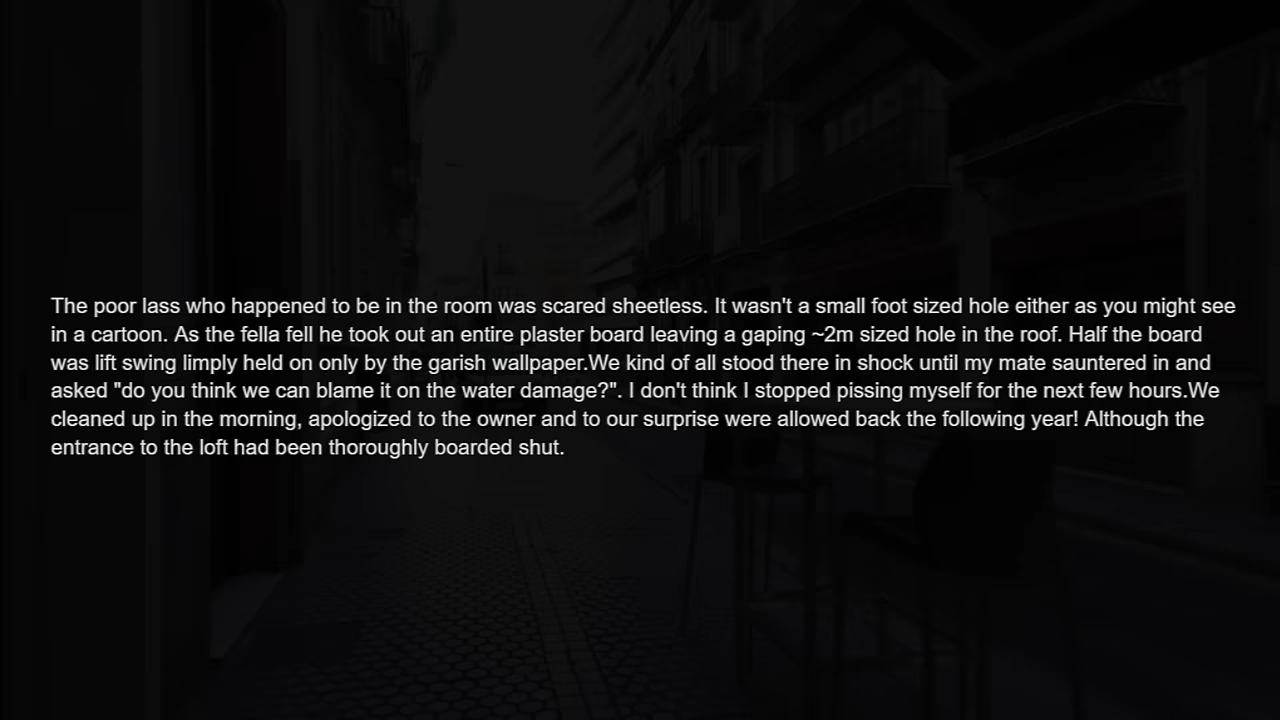 The poor lass who happened to be in the room was scared sheetless. It wasn't a small foot sized hole either as you might see
in a cartoon. As the fella fell he took out an entire plaster board leaving a gaping ~2m sized hole in the roof. Half the board
was lift swing limply held on only by the garish wallpaper.We kind of all stood there in shock until my mate sauntered in and
asked "do you think we can blame it on the water damage?". I don't think I stopped pissing myself for the next few hours.We
cleaned up in the morning, apologized to the owner and to our surprise were allowed back the following year! Although the
entrance to the loft had been thoroughly boarded shut.